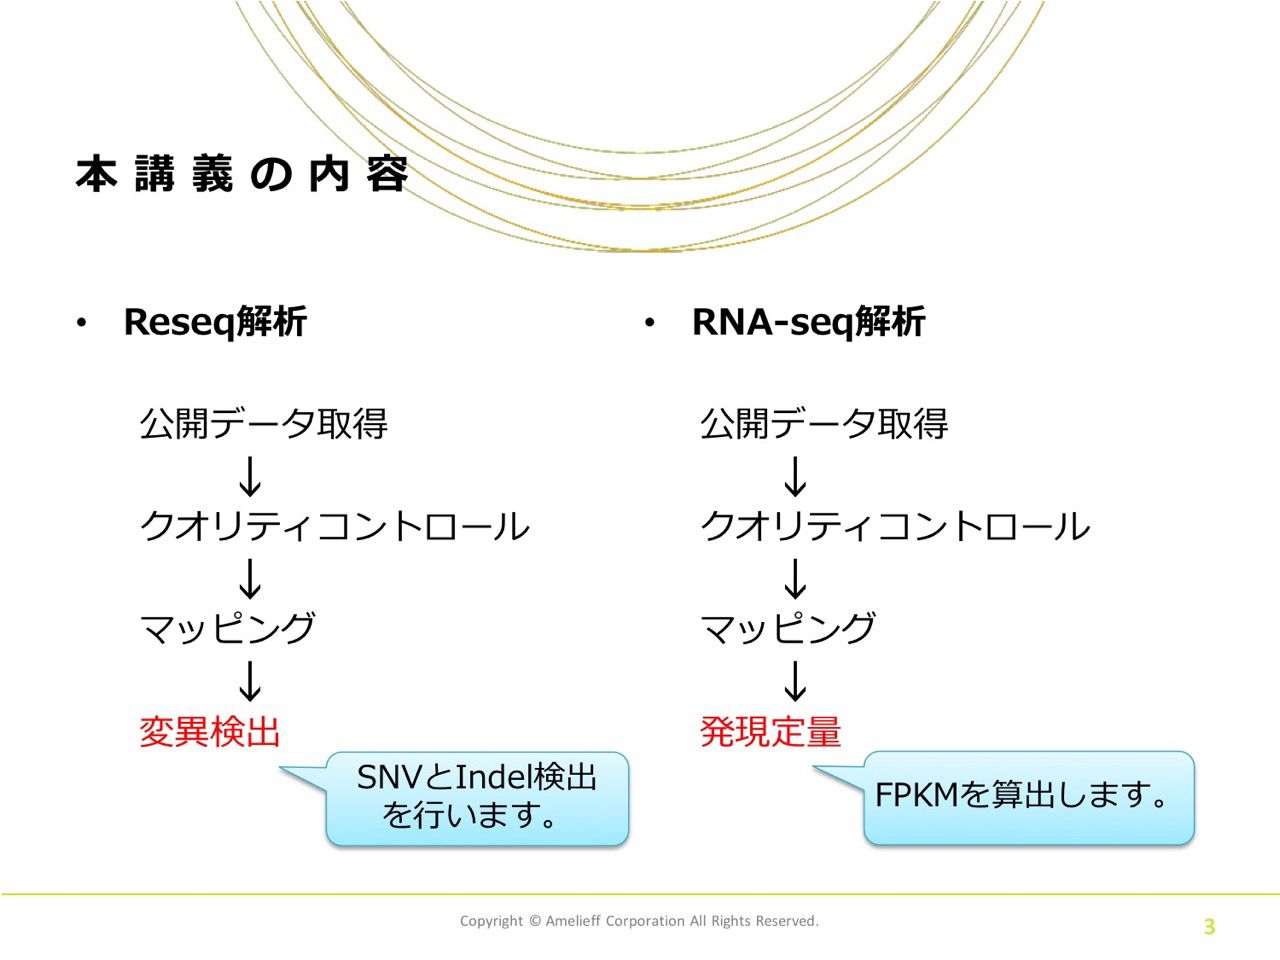 本講義の内容
• Reseq解析
公開データ取得
↓
クオリティコントロール
↓
マッピング
↓
変異検出
SNVとIndel検出
を行います。
• RNA-seq解析
公開データ取得
↓
クオリティコントロール
↓
マッピング
↓
発現定量
FPKMを算出します。
Copyright © Amelieff Corporation All Rights Reserved.
3